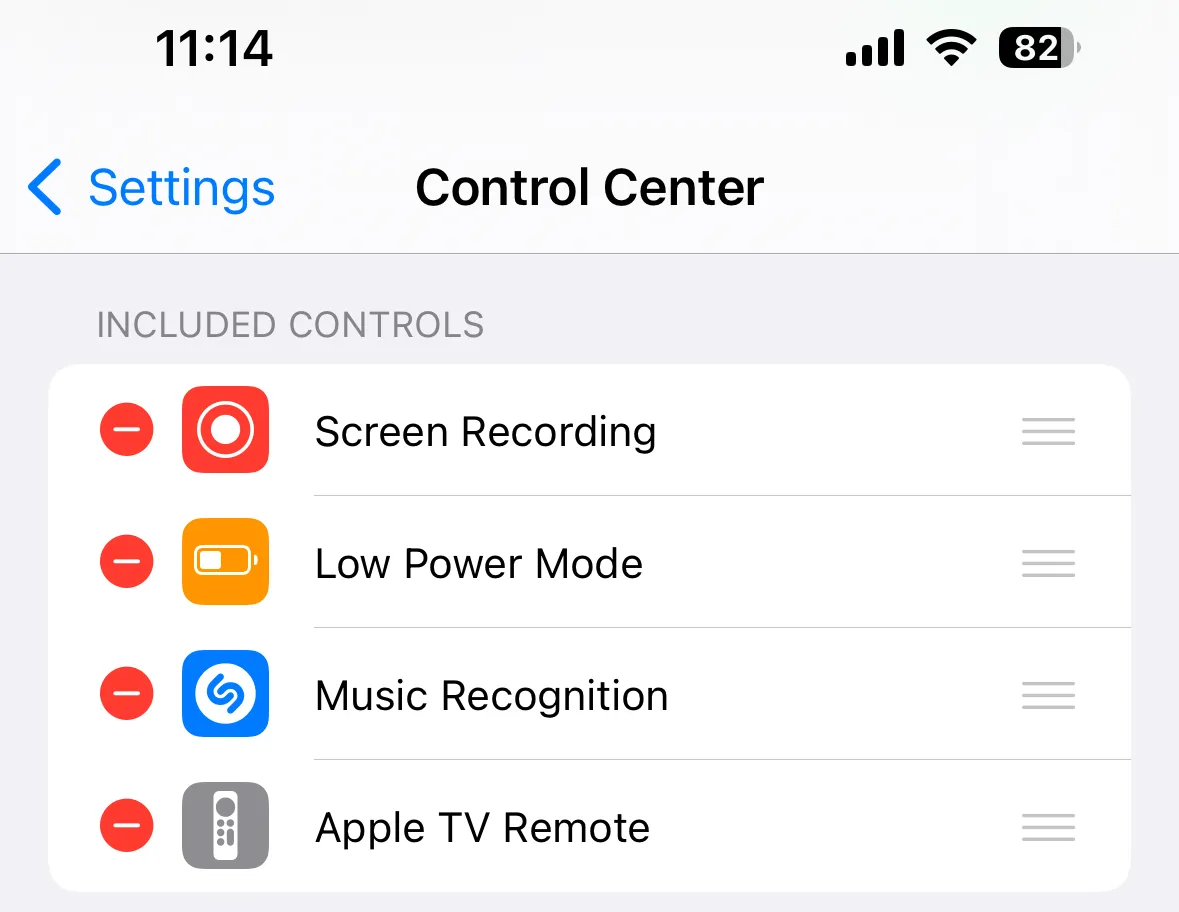 11:14
82
Settings
Control Center
INCLUDED CONTROLS
Screen Recording
Low Power Mode
Music Recognition
Apple TV Remote